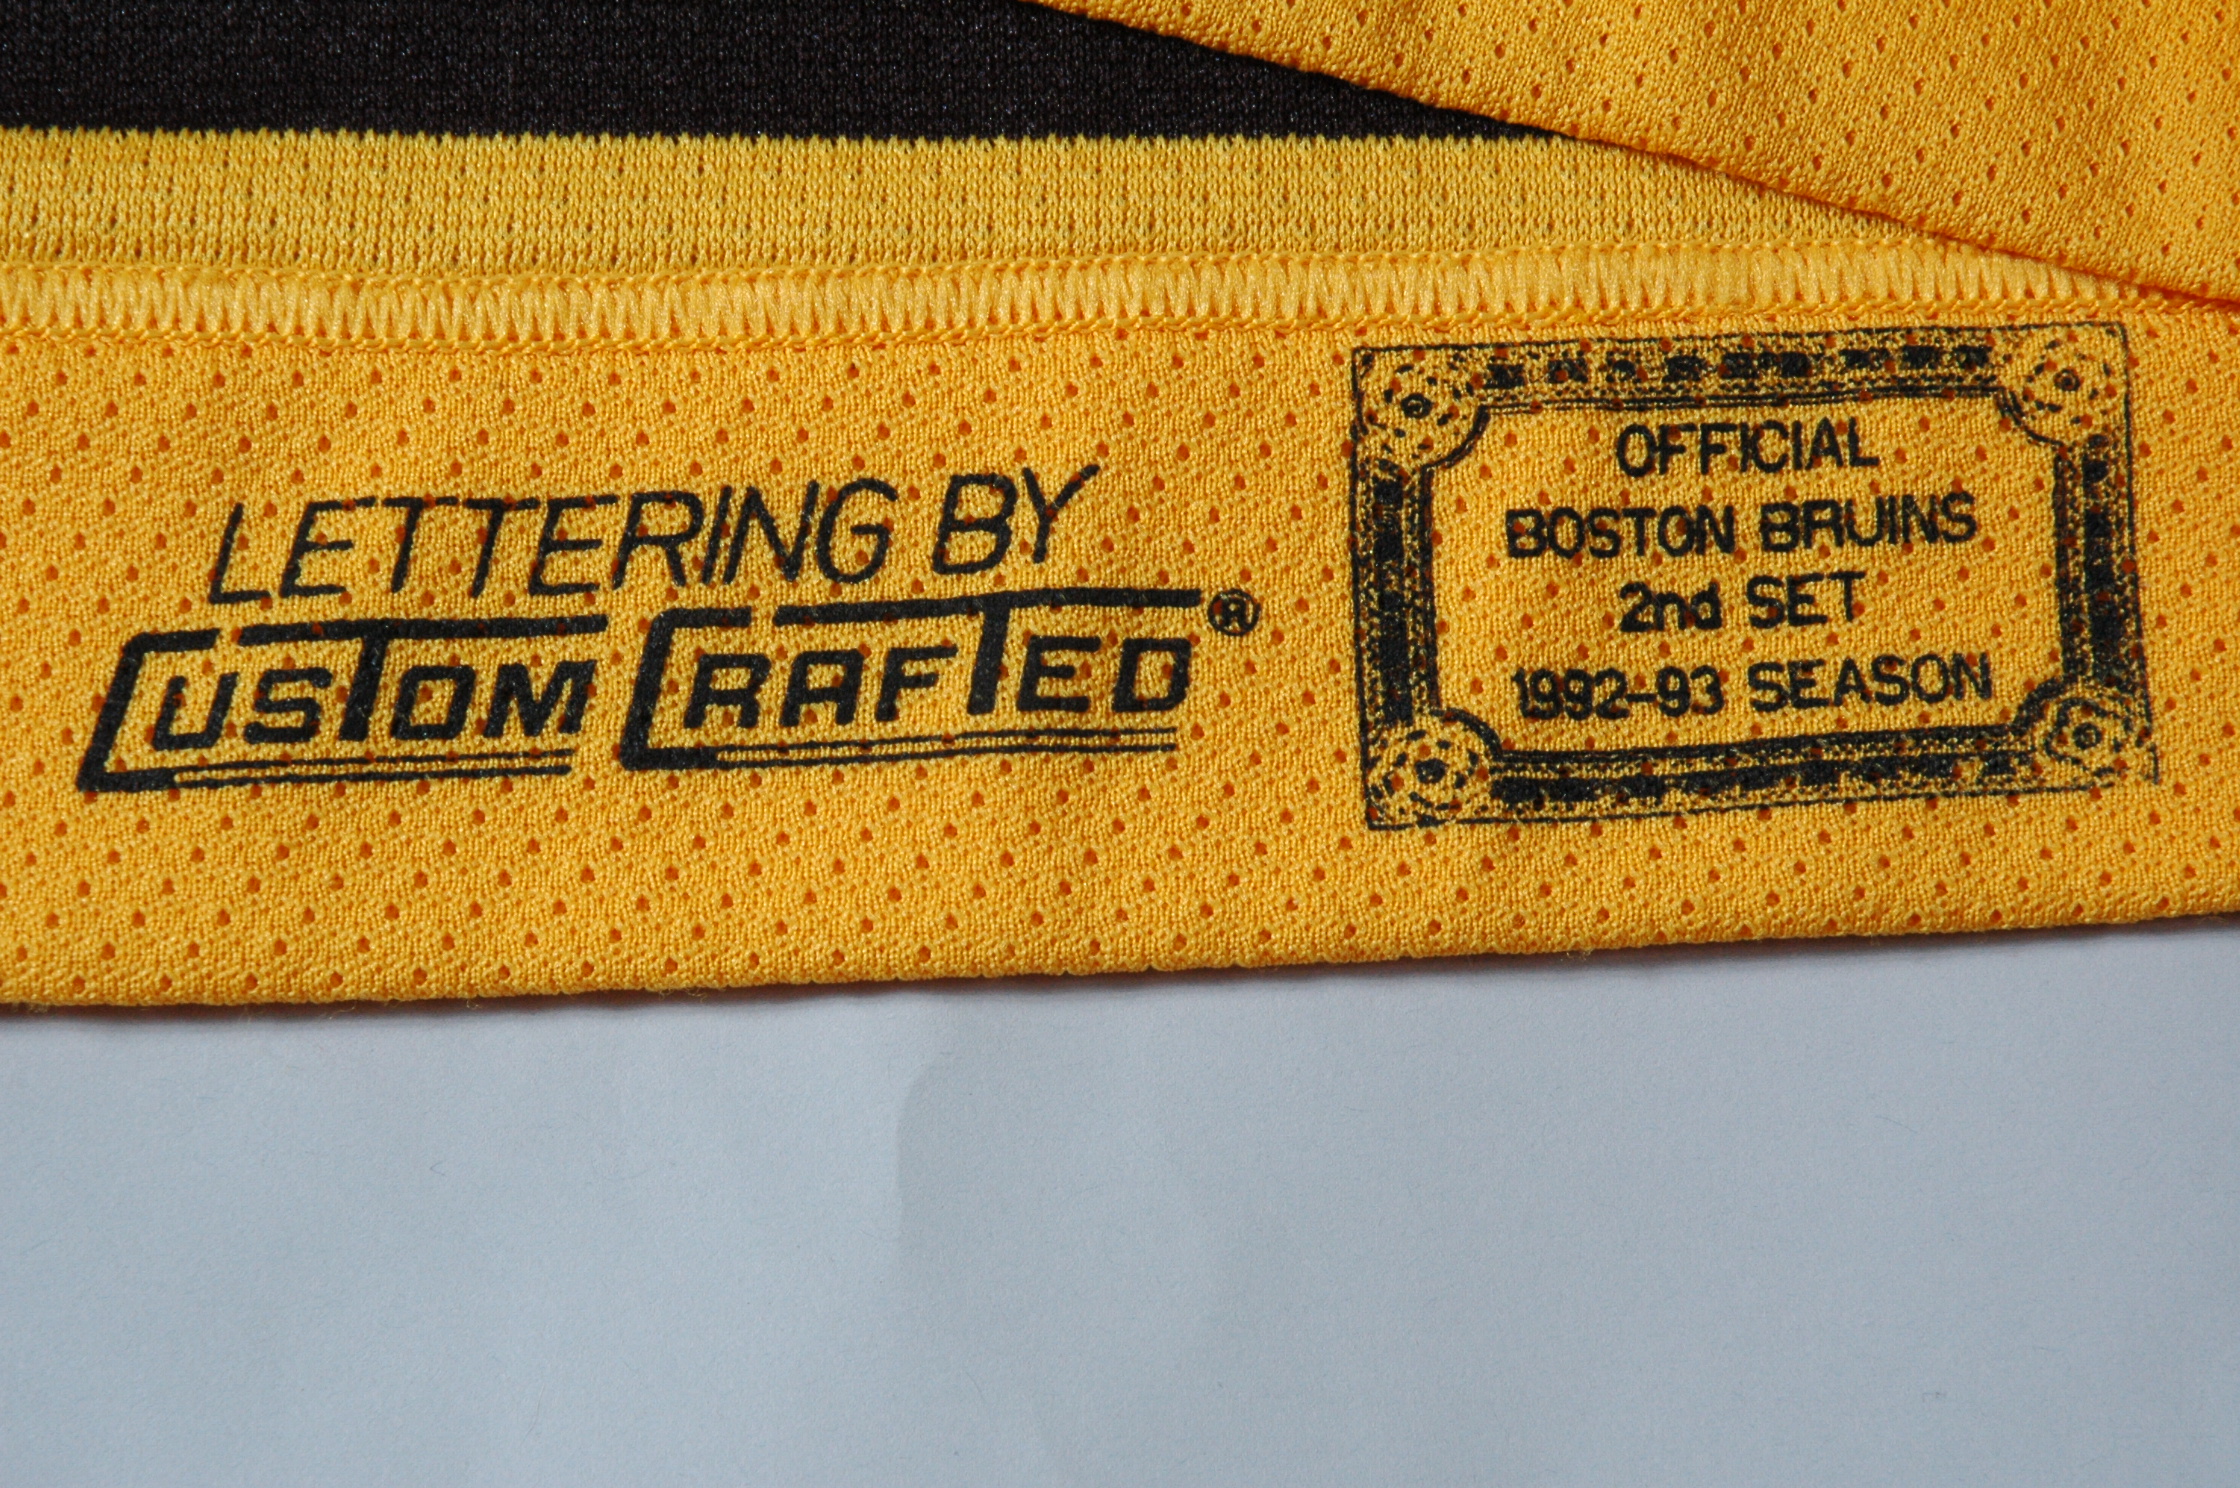 LETTERING BY
CUSTOM CRAFTED®
OFFICIAL
BOSTON BRUINS
2nd SET
1992-93 SEASON